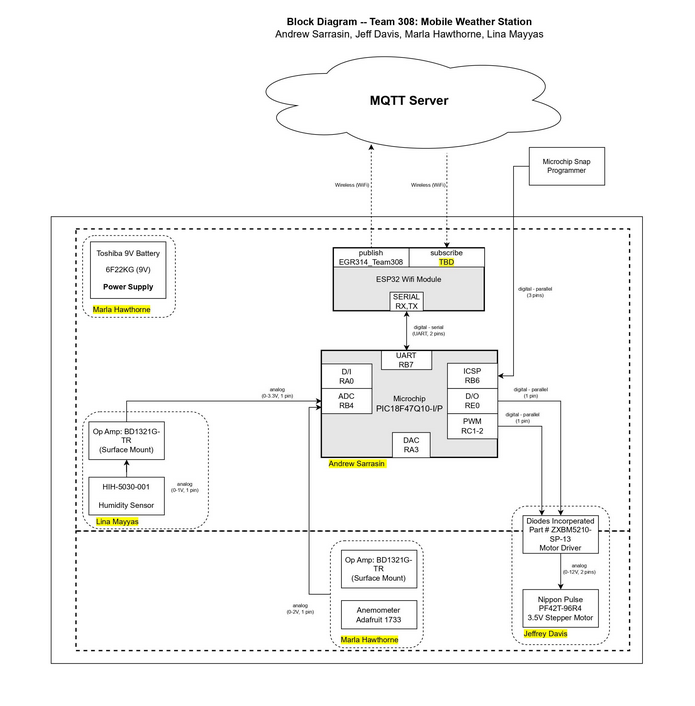 Block Diagram -- Team 308: Mobile Weather Station
Andrew Sarrasin, Jeff Davis, Marla Hawthorne, Lina Mayyas
MQTT Server
Microchip Snap
Programmer
Wireless (WiFi)
Wireless (WiFi)
Toshiba 9V Battery
6F22KG (9V)
Power Supply
Marla Hawthorne
publish
EGR314_Team308
subscribe
TBD
ESP32 Wifi Module
SERIAL
RX,TX
digital - parallel
(3 pins)
digital - serial
(UART, 2 pins)
UART
RB7
D/I
RA0
ADC
RB4
Microchip
PIC18F47Q10-I/P
ICSP
RB6
D/O
RE0
PWM
RC1-2
DAC
RA3
Andrew Sarrasin
analog
(0-3.3V, 1 pin)
digital - parallel
(1 pin)
digital - parallel
(1 pin)
Op Amp: BD1321G-
TR
(Surface Mount)
analog
(0-1V, 1 pin)
HIH-5030-001
Humidity Sensor
Lina Mayyas
Diodes Incorperated
Part # ZXBM5210-
SP-13
Motor Driver
analog
(0-12V, 2 pins)
Nippon Pulse
PF42T-96R4
3.5V Stepper Motor
Jeffrey Davis
Op Amp: BD1321G-
TR
(Surface Mount)
analog
(0-2V, 1 pin)
Anemometer
Adafruit 1733
Marla Hawthorne